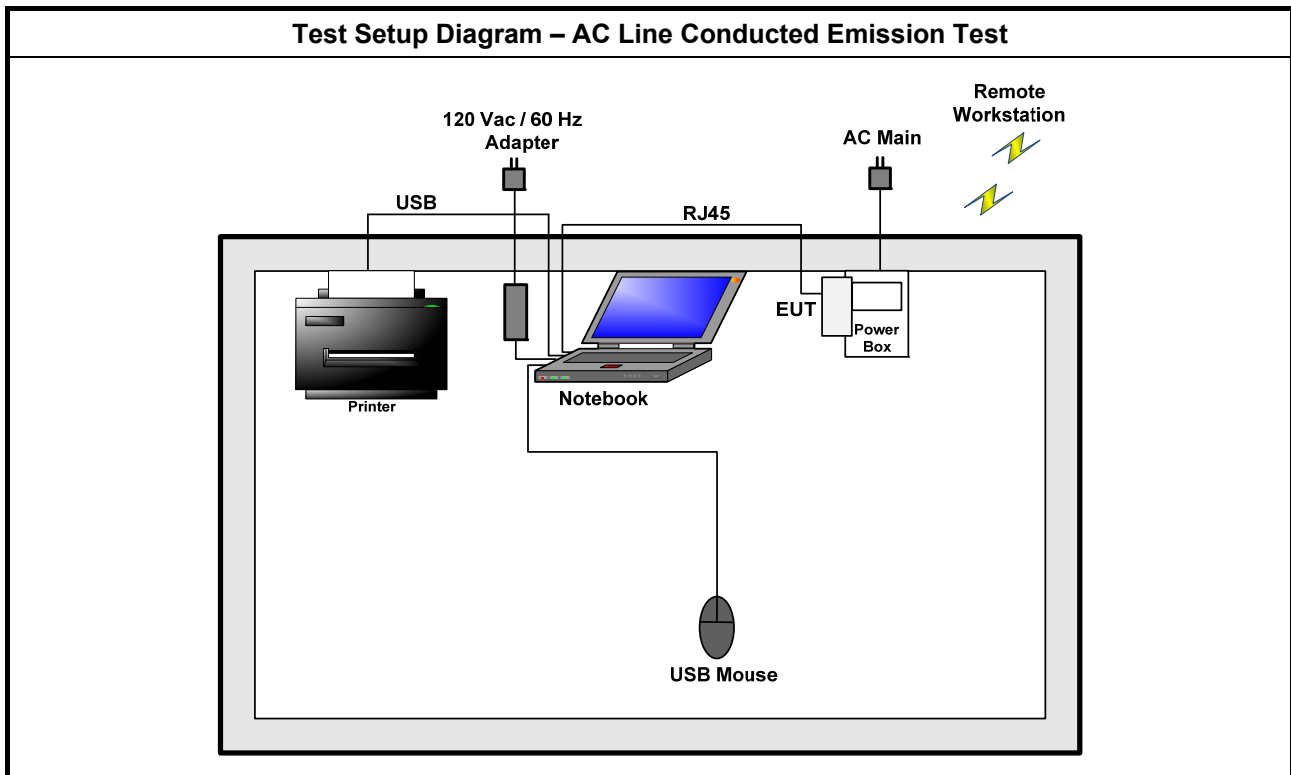 Test Setup Diagram – AC Line Conducted Emission Test
Remote
Workstation
120 Vac / 60 Hz
Adapter
AC Main
USB
RJ45
EUT
Power
Box
Notebook
Printer
USB Mouse